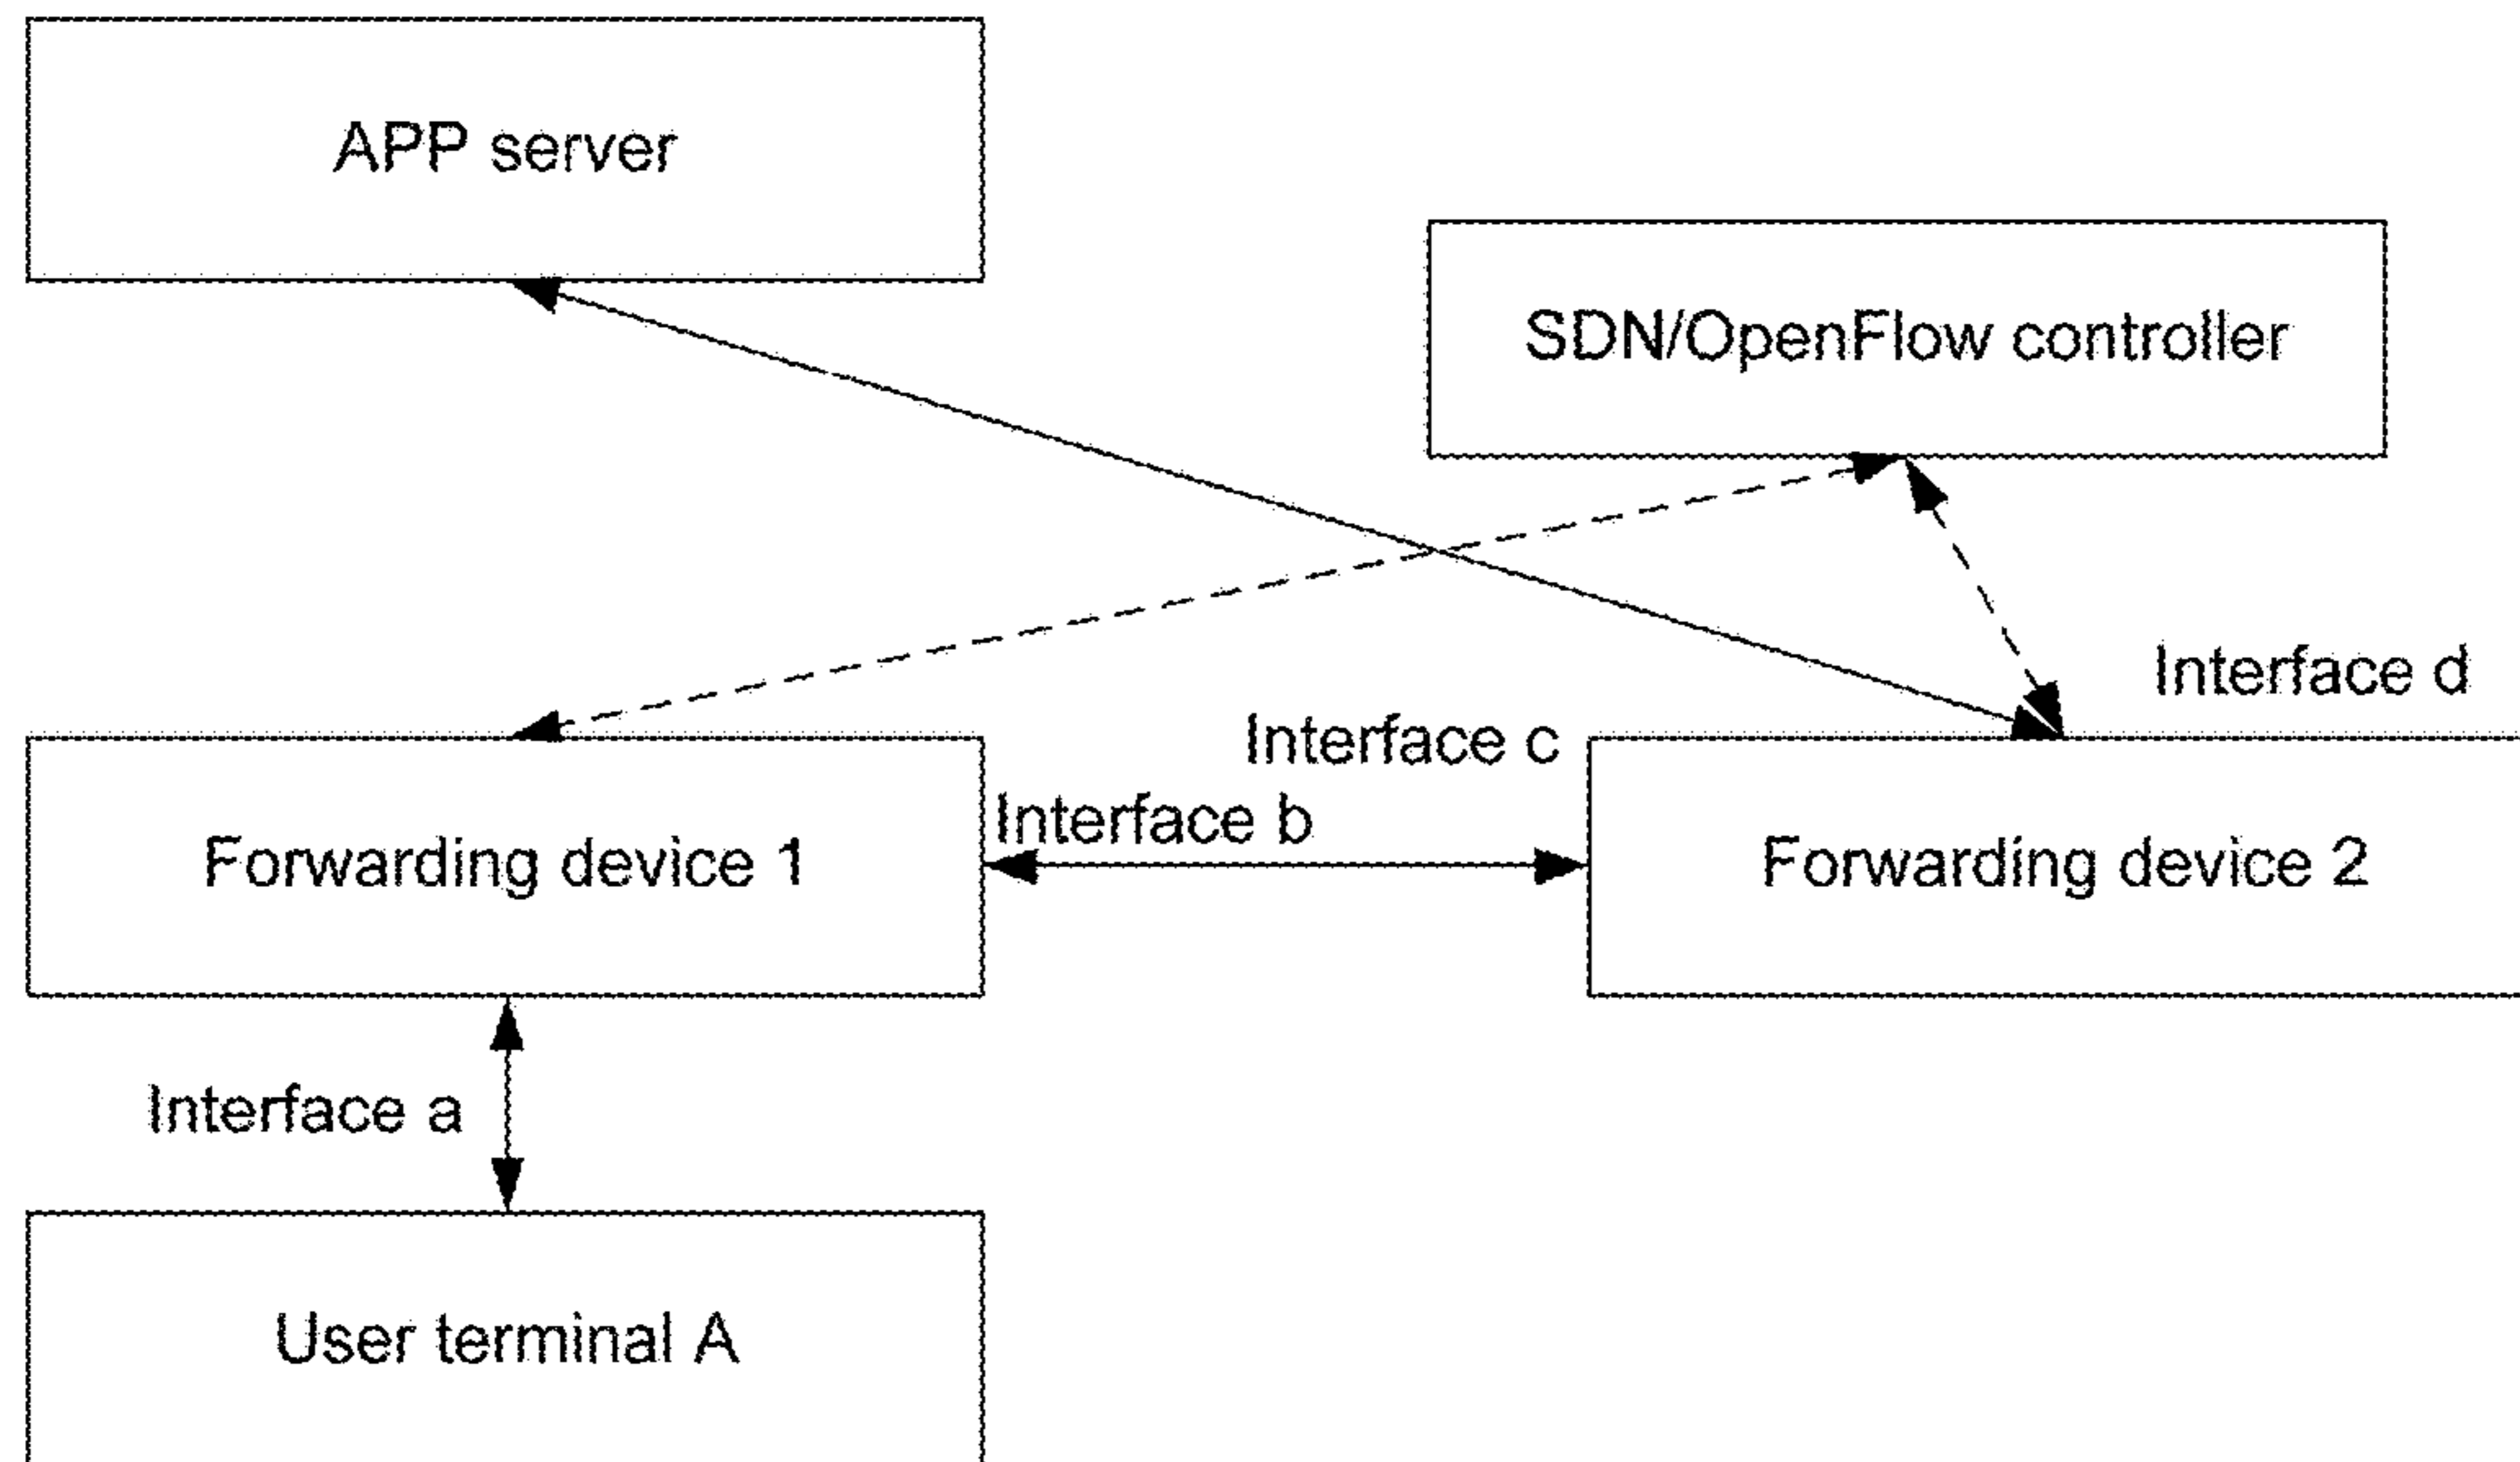 APP server
SDN/OpenFlow controller
Interface d
Interface c
Interface b
Forwarding device 1
Forwarding device 2
Interface a
User terminal A